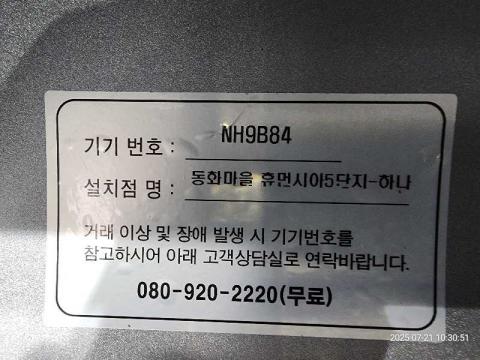 기기 번호 : NH9B84
설치점 명 : 동화마을 휴먼시아5단지-하나
거래 이상 및 장애 발생 시 기기번호를
참고하시어 아래 고객상담실로 연락바랍니다.
080-920-2220(무료)
2025-07-21 10:30:51